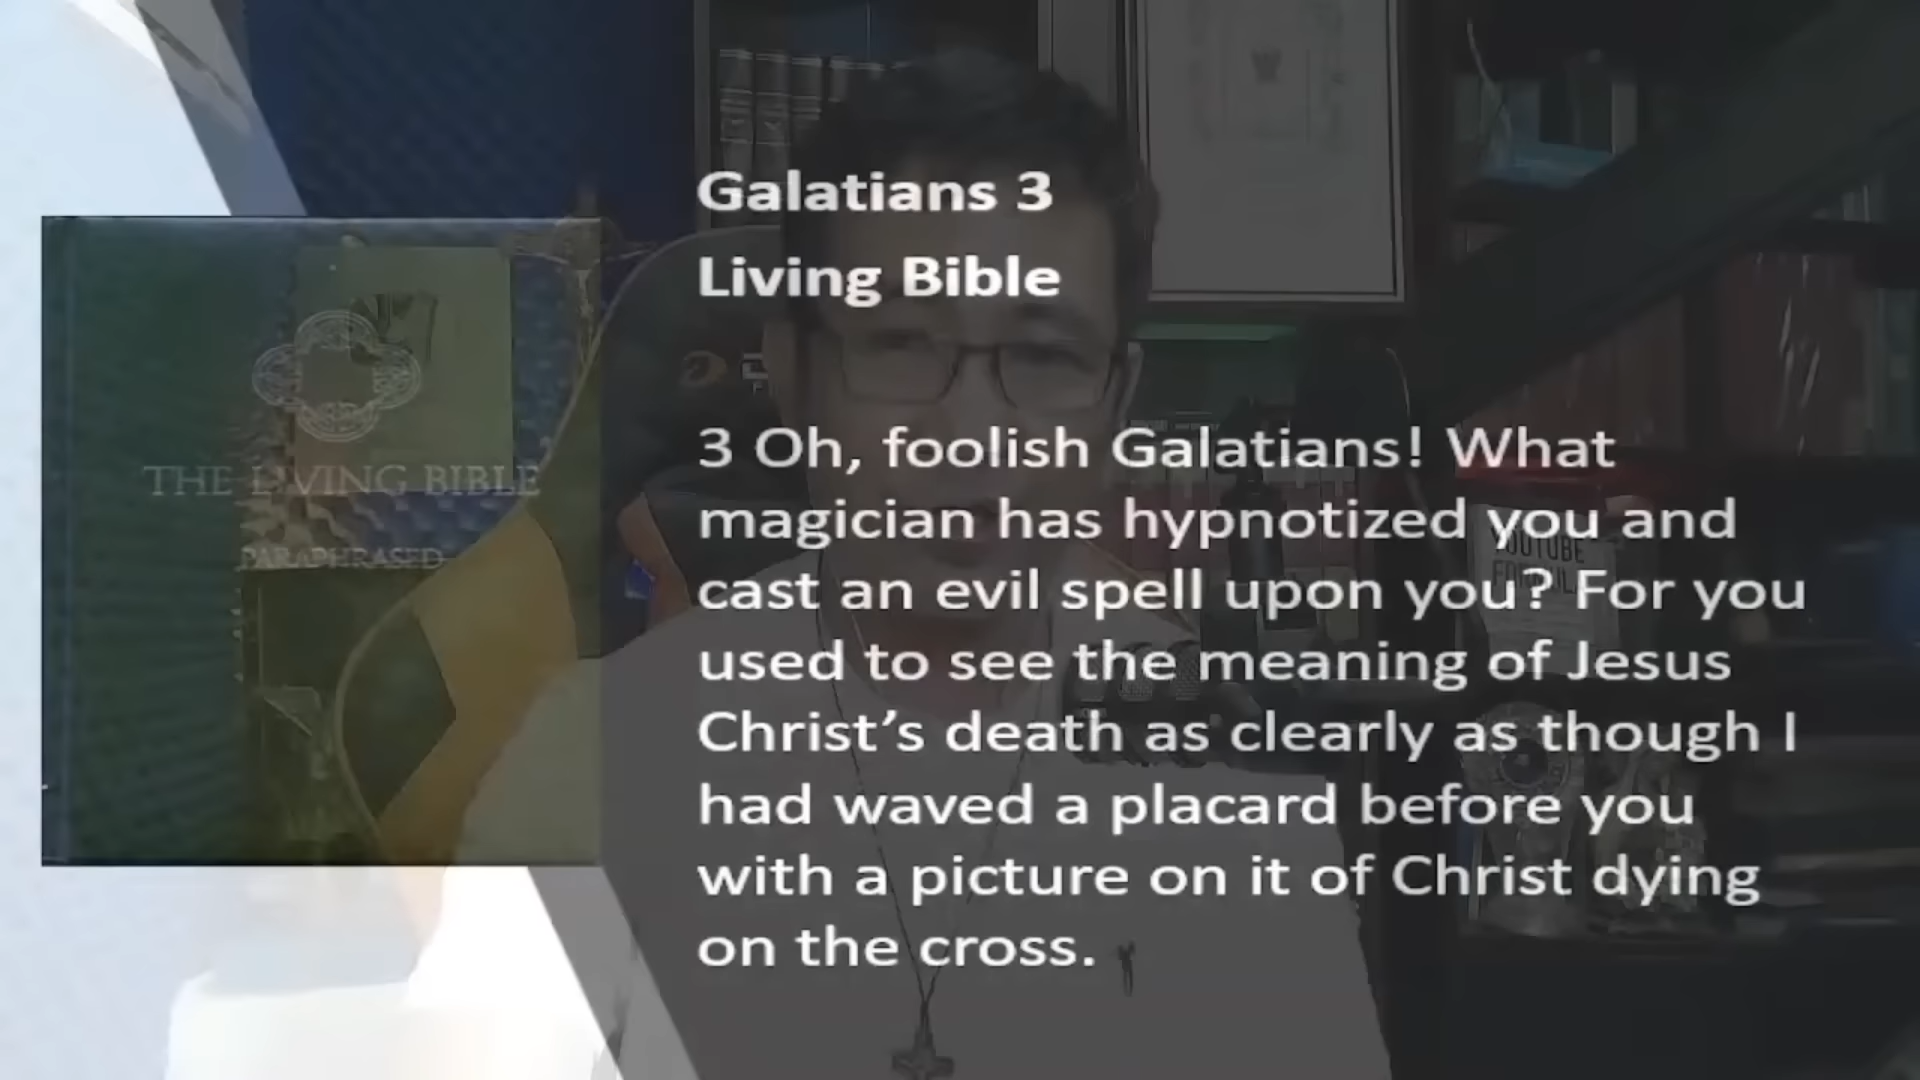 Galatians 3
Living Bible
3 Oh, foolish Galatians! What
magician has hypnotized you and
cast an evil spell upon you? For you
used to see the meaning of Jesus
Christ’s death as clearly as though I
had waved a placard before you
with a picture on it of Christ dying
on the cross.
THE LIVING BIBLE
PARAPHRASED
YOUTUBE